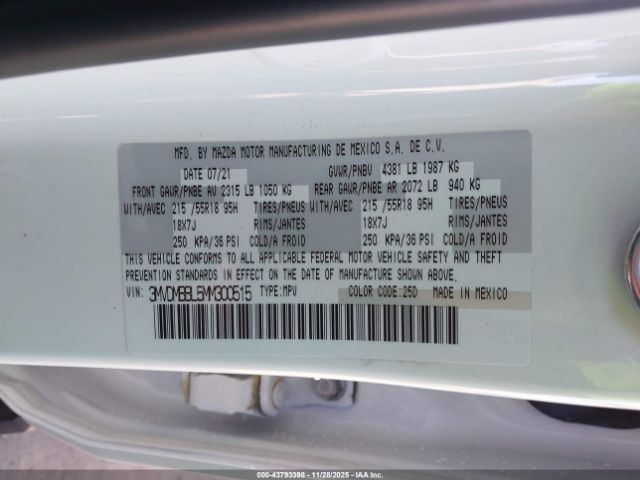 MFD. BY MAZDA MOTOR MANUFACTURING DE MEXICO S.A. DE C.V.
DATE 07/21 GVWR/PNBV 4381 LB 1987 KG
FRONT GAWR/PNBE AV 2315 LB 1050 KG REAR GAWR/PNBE AR 2072 LB 940 KG
WITH/AVEC 215 /55R18 95H TIRES/PNEUS WITH/AVEC 215 /55R18 95H TIRES/PNEUS
18X7J RIMS/JANTES 18X7J RIMS/JANTES
250 KPA/36 PSI COLD/A FROID 250 KPA/36 PSI COLD/A FROID
THIS VEHICLE CONFORMS TO ALL APPLICABLE FEDERAL MOTOR VEHICLE SAFETY AND THEFT
PREVENTION STANDARDS IN EFFECT ON THE DATE OF MANUFACTURE SHOWN ABOVE.
VIN: 3MVDMBBL5MM300515 TYPE:MPV COLOR CODE:25D MADE IN MEXICO
000-43793398 - 11/28/2025 - IAA Inc.